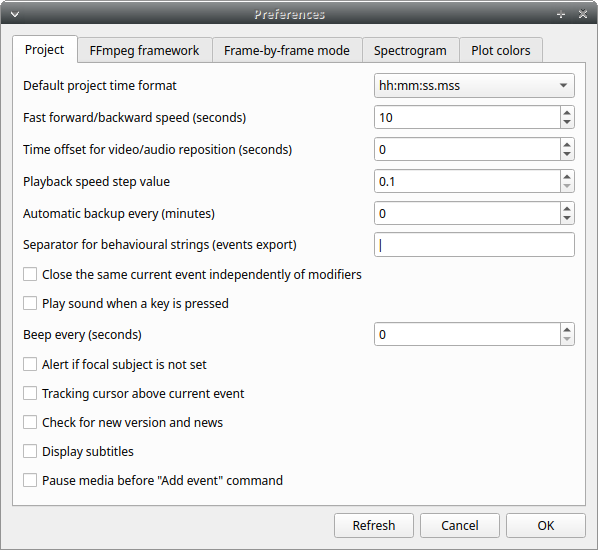 Preferences
Project FFmpeg framework Frame-by-frame mode Spectrogram Plot colors
Default project time format hh:mm:ss.mss
Fast forward/backward speed (seconds) 10
Time offset for video/audio reposition (seconds) 0
Playback speed step value 0.1
Automatic backup every (minutes) 0
Separator for behavioural strings (events export) |
Close the same current event independently of modifiers
Play sound when a key is pressed
Beep every (seconds) 0
Alert if focal subject is not set
Tracking cursor above current event
Check for new version and news
Display subtitles
Pause media before "Add event" command
Refresh Cancel OK